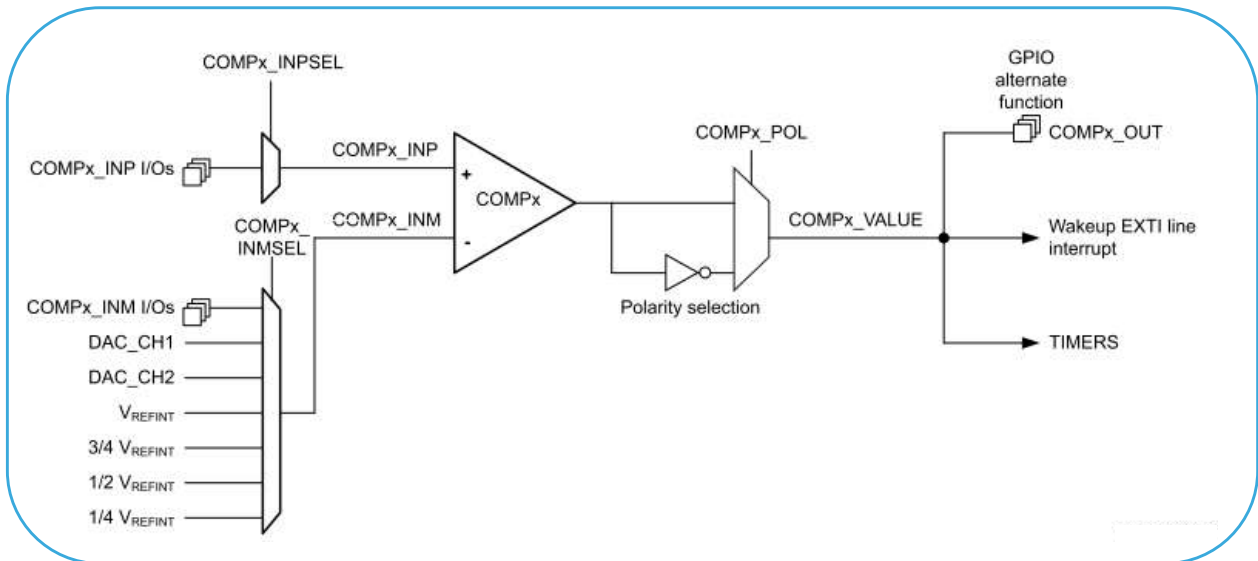 COMPx_INPSEL
GPIO
alternate
function
COMPx_POL
COMPx_OUT
COMPx_INP I/Os
COMPx_INP
+
COMPx
COMPx_INM
-
COMPx_
INMSEL
COMPx_VALUE
Wakeup EXTI line
interrupt
COMPx_INM I/Os
Polarity selection
DAC_CH1
TIMERS
DAC_CH2
VREFINT
3/4 VREFINT
1/2 VREFINT
1/4 VREFINT